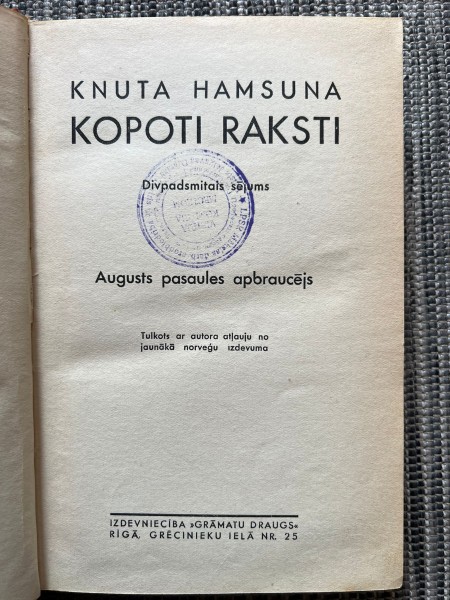 KNUTA HAMSUNA
KOPOTI RAKSTI
Divpadsmitais sējums
Augusts pasaules apbraucējs
Tulkots ar autora atļauju no
jaunākā norvēģu izdevuma
IZDEVNIECĪBA »GRĀMATU DRAUGS«
RĪGĀ, GRĒCINIEKU IELĀ NR. 25